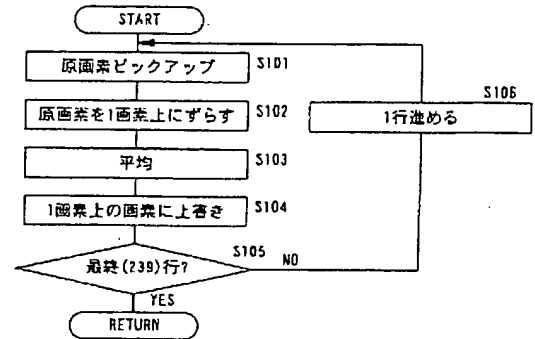 START
原画素ピックアップ S101
原画素を1画素上にずらす S102
平均 S103
1画素上の画素に上書き S104
最終(239)行? S105
NO
YES
RETURN
S106
1行進める